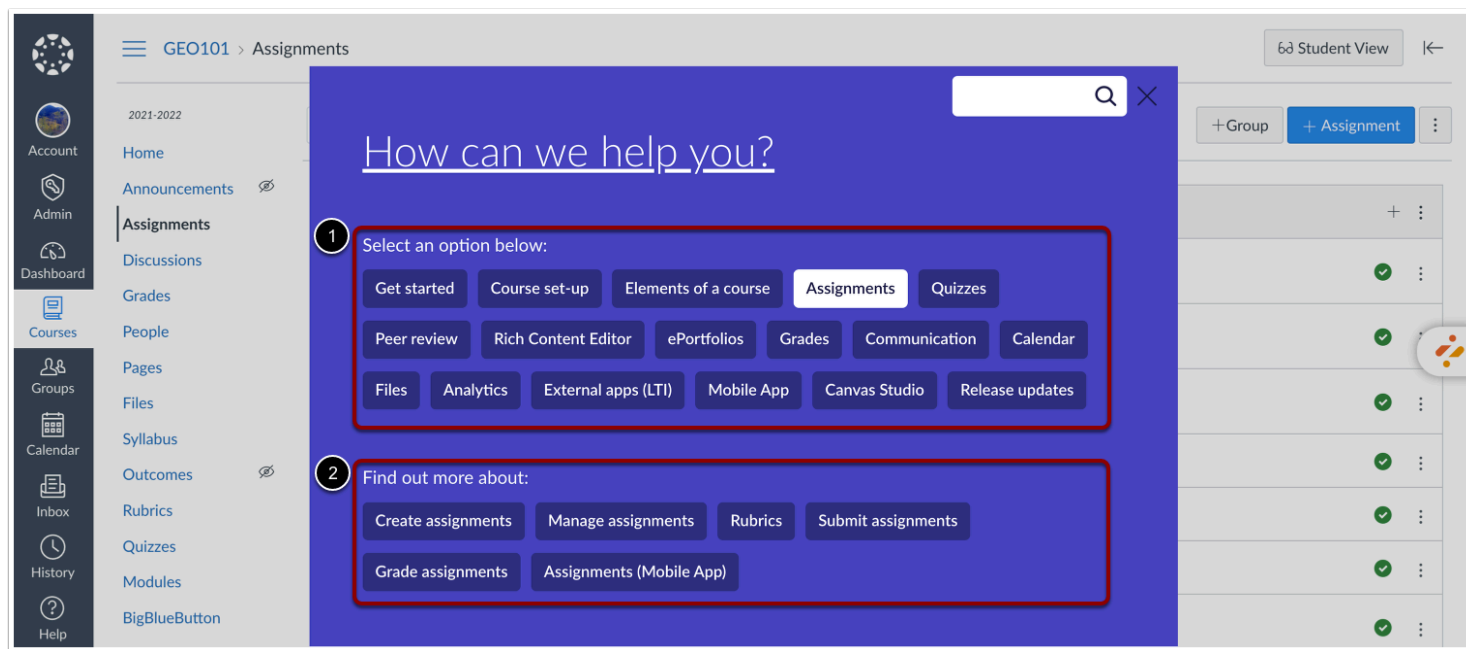 GEO101 > Assignments
Student View
Account
Admin
Dashboard
Courses
Groups
Calendar
Inbox
History
Help
2021-2022
Home
Announcements
Assignments
Discussions
Grades
People
Pages
Files
Syllabus
Outcomes
Rubrics
Quizzes
Modules
BigBlueButton
+Group
+ Assignment
How can we help you?
1
Select an option below:
Get started Course set-up Elements of a course Assignments Quizzes
Peer review Rich Content Editor ePortfolios Grades Communication Calendar
Files Analytics External apps (LTI) Mobile App Canvas Studio Release updates
2
Find out more about:
Create assignments Manage assignments Rubrics Submit assignments
Grade assignments Assignments (Mobile App)